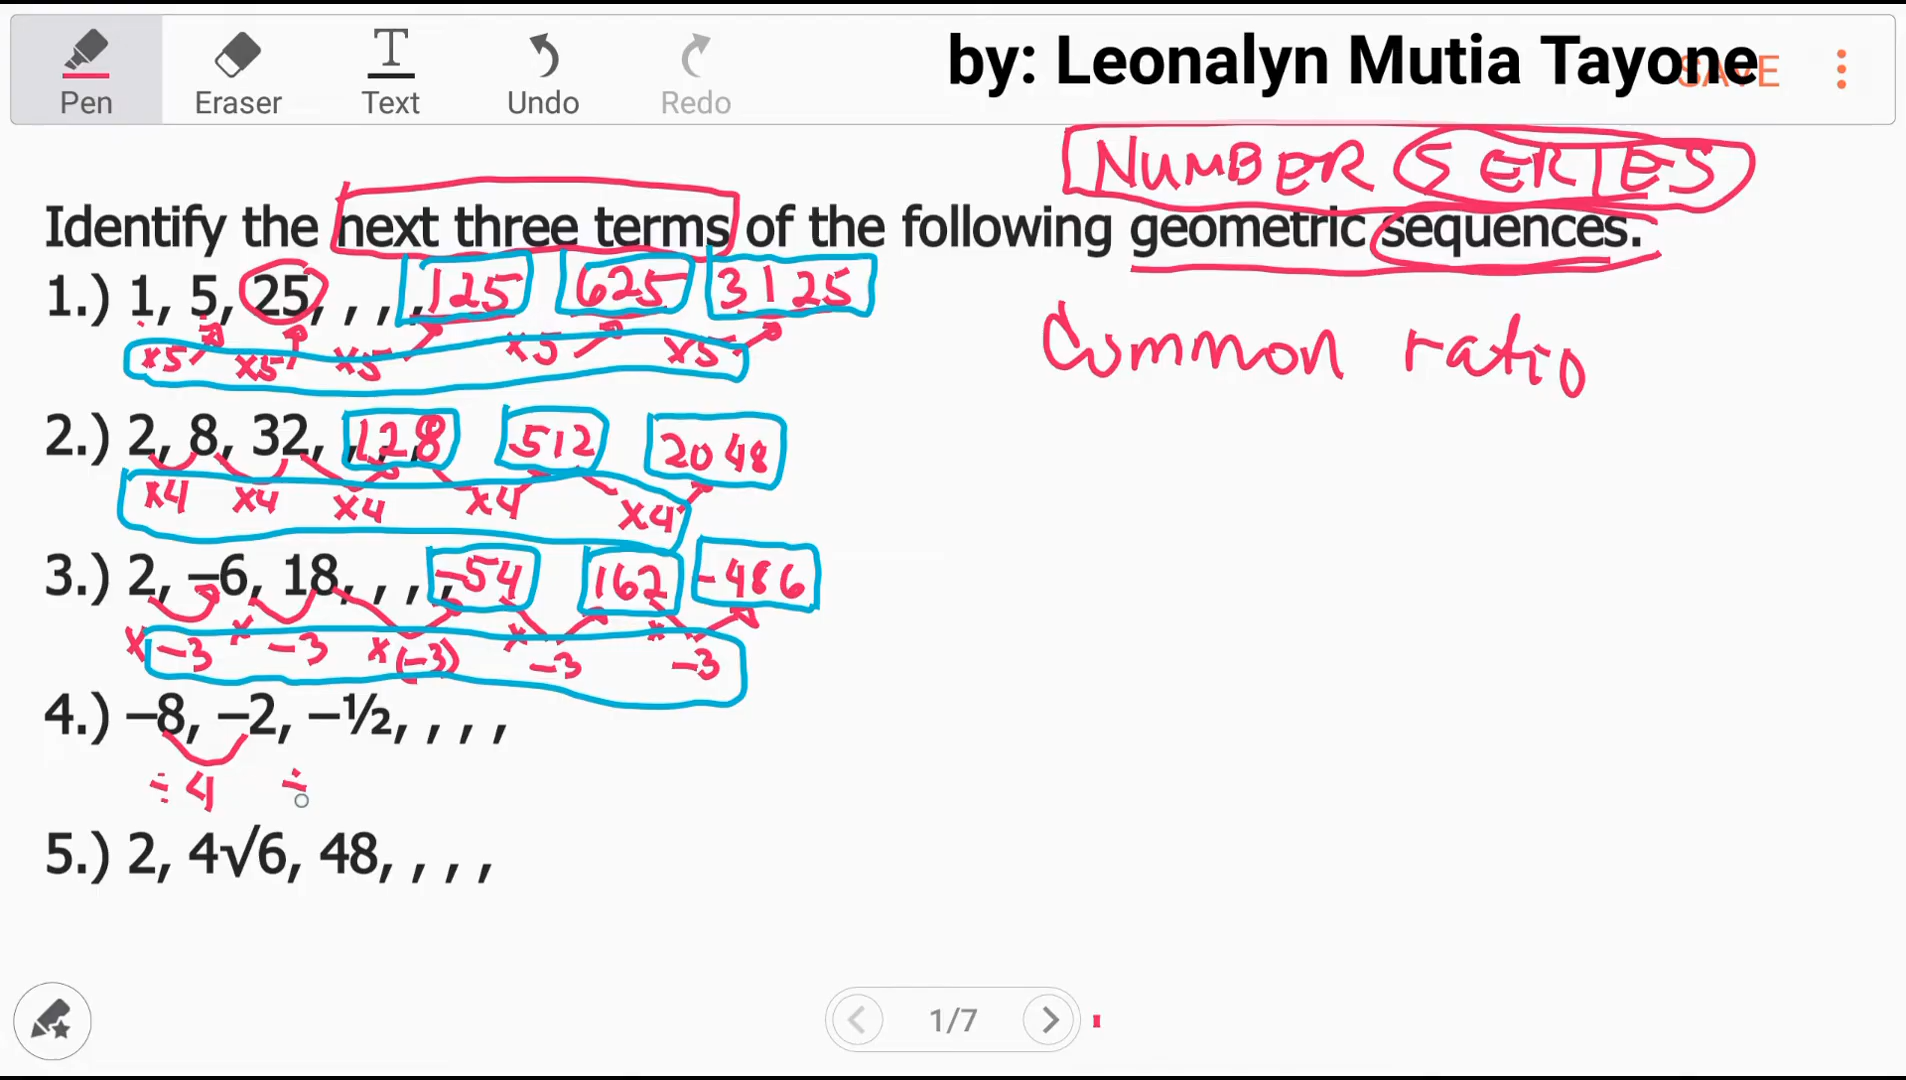 Pen Eraser Text Undo Redo by: Leonalyn Mutia Tayone
NUMBER SERIES
Identify the next three terms of the following geometric sequences.
1.) 1, 5, 25, , , , 125 625 3125
×5 ×5 ×5 ×5 ×5
Common ratio
2.) 2, 8, 32, , , , 128 512 2048
×4 ×4 ×4 ×4 ×4
3.) 2, –6, 18, , , , -54 162 -486
× -3 × -3 × (-3) × -3 × -3
4.) –8, –2, –½, , , ,
÷ 4 ÷
5.) 2, 4√6, 48, , , ,
1/7